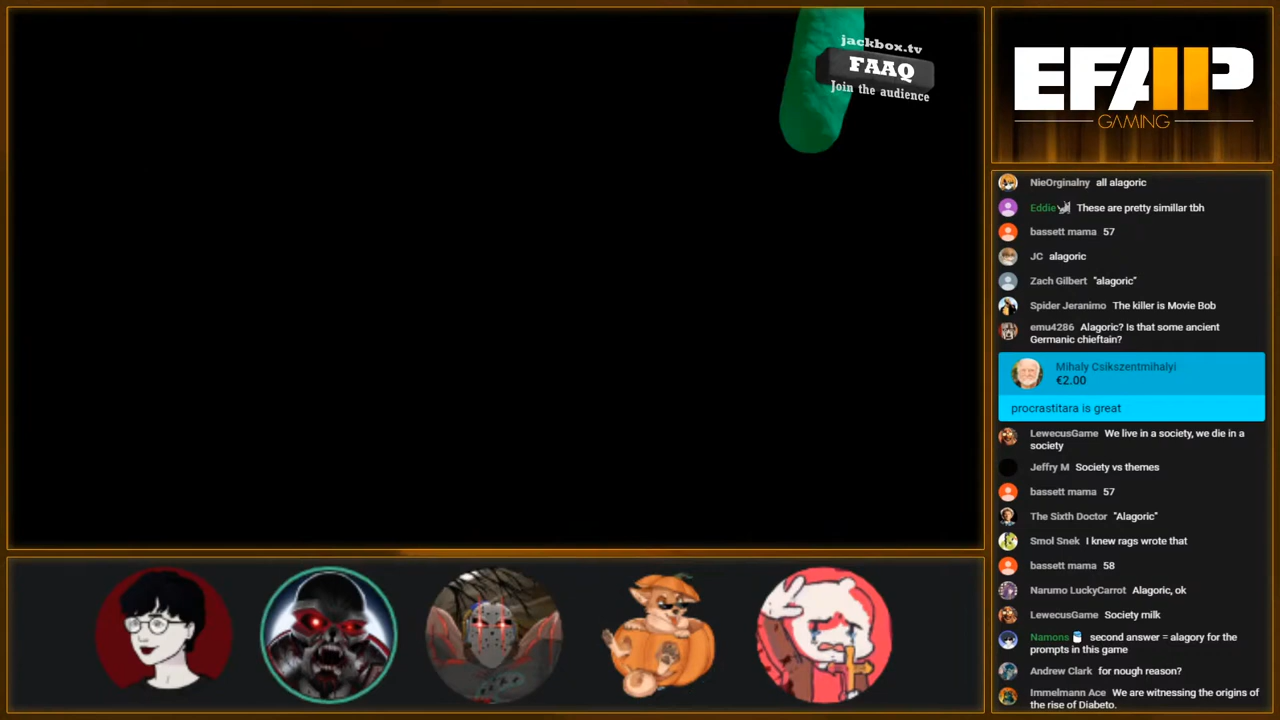 jackbox.tv
FAAQ
Join the audience
EFAP
GAMING
NieOrginalny all alagoric
Eddie These are pretty simillar tbh
bassett mama 57
JC alagoric
Zach Gilbert "alagoric"
Spider Jeranimo The killer is Movie Bob
emu4286 Alagoric? Is that some ancient
Germanic chieftain?
Mihaly Csikszentmihalyi
€2.00
procrastitara is great
LewecusGame We live in a society, we die in a
society
Jeffry M Society vs themes
bassett mama 57
The Sixth Doctor "Alagoric"
Smol Snek I knew rags wrote that
bassett mama 58
Narumo LuckyCarrot Alagoric, ok
LewecusGame Society milk
Namons second answer = alagory for the
prompts in this game
Andrew Clark for nough reason?
Immelmann Ace We are witnessing the origins of
the rise of Diabeto.